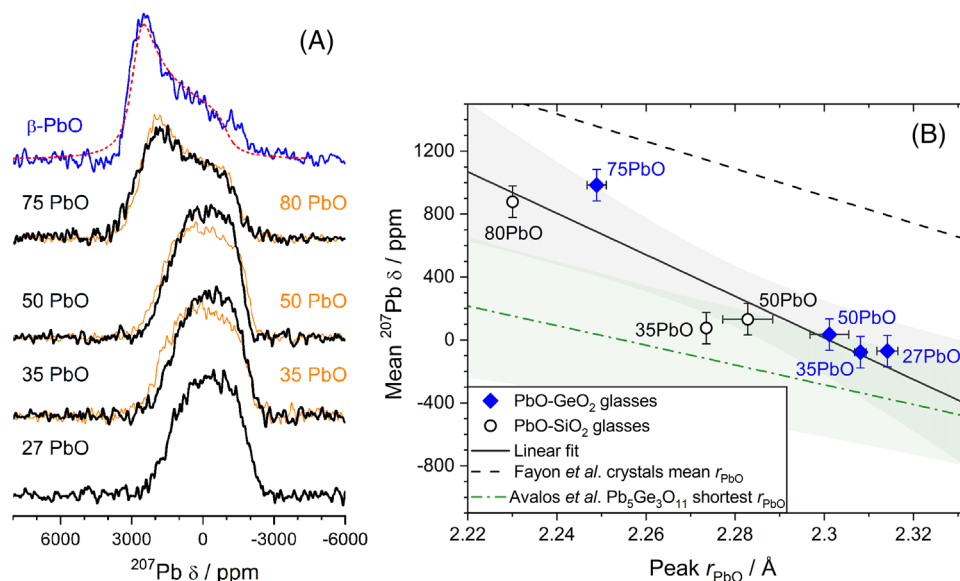 (A)
β-PbO
75 PbO
80 PbO
50 PbO
50 PbO
35 PbO
35 PbO
27 PbO
6000
3000
0
-3000
-6000
²⁰⁷Pb δ / ppm
(B)
1200
800
400
0
-400
-800
Mean ²⁰⁷Pb δ / ppm
75PbO
80PbO
50PbO
35PbO
50PbO
35PbO
27PbO
PbO-GeO₂ glasses
PbO-SiO₂ glasses
Linear fit
Fayon et al. crystals mean r_PbO
Avalos et al. Pb₅Ge₃O₁₁ shortest r_PbO
2.22
2.24
2.26
2.28
2.3
2.32
Peak r_PbO / Å